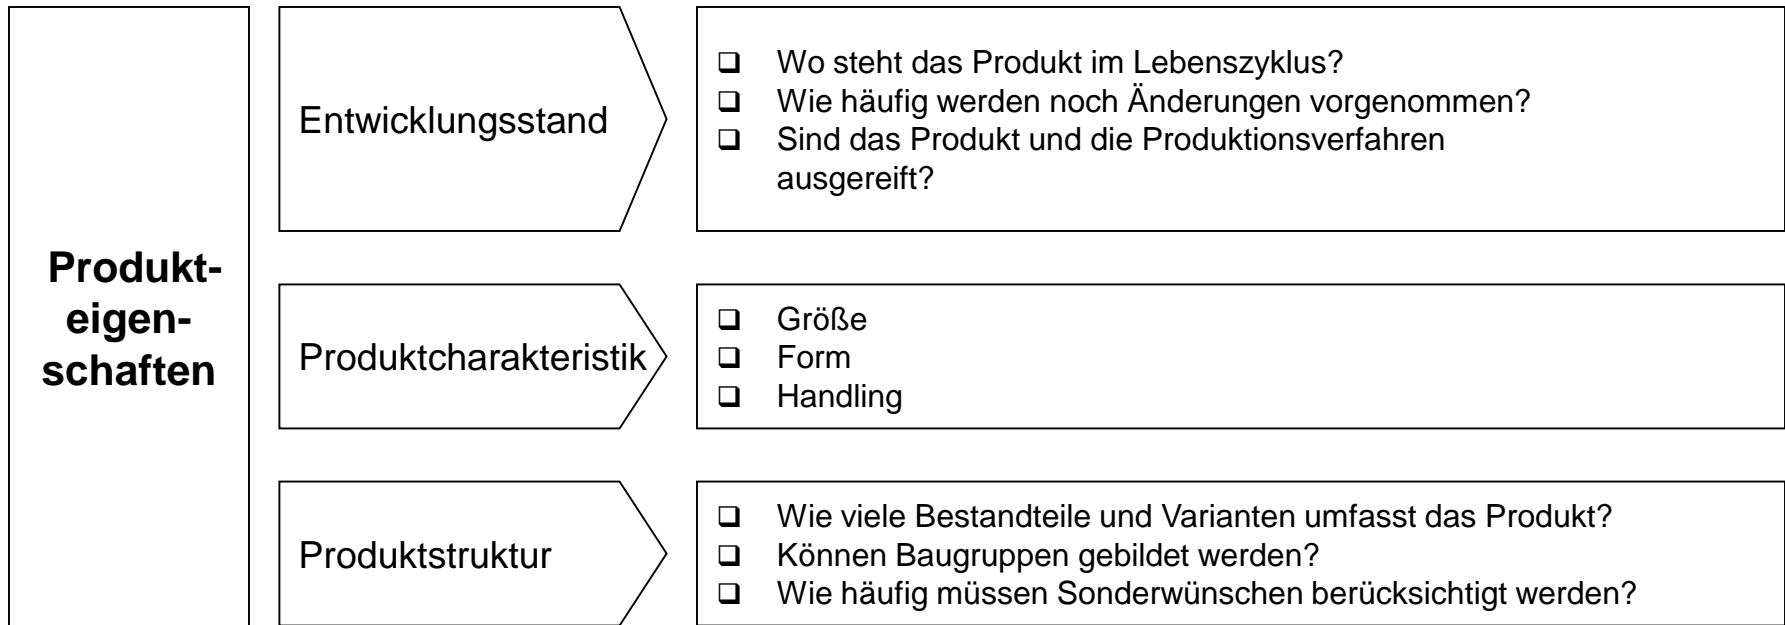 Produkt-
eigen-
schaften
Entwicklungsstand
❑ Wo steht das Produkt im Lebenszyklus?
❑ Wie häufig werden noch Änderungen vorgenommen?
❑ Sind das Produkt und die Produktionsverfahren
ausgereift?
Produktcharakteristik
❑ Größe
❑ Form
❑ Handling
Produktstruktur
❑ Wie viele Bestandteile und Varianten umfasst das Produkt?
❑ Können Baugruppen gebildet werden?
❑ Wie häufig müssen Sonderwünschen berücksichtigt werden?